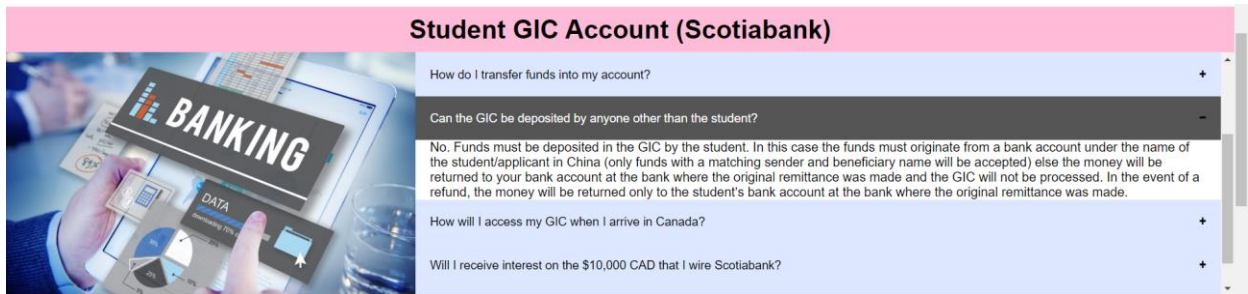 Student GIC Account (Scotiabank)
BANKING
DATA
downloading 70%
How do I transfer funds into my account?
+
Can the GIC be deposited by anyone other than the student?
−
No. Funds must be deposited in the GIC by the student. In this case the funds must originate from a bank account under the name of
the student/applicant in China (only funds with a matching sender and beneficiary name will be accepted) else the money will be
returned to your bank account at the bank where the original remittance was made and the GIC will not be processed. In the event of a
refund, the money will be returned only to the student's bank account at the bank where the original remittance was made.
How will I access my GIC when I arrive in Canada?
+
Will I receive interest on the $10,000 CAD that I wire Scotiabank?
+